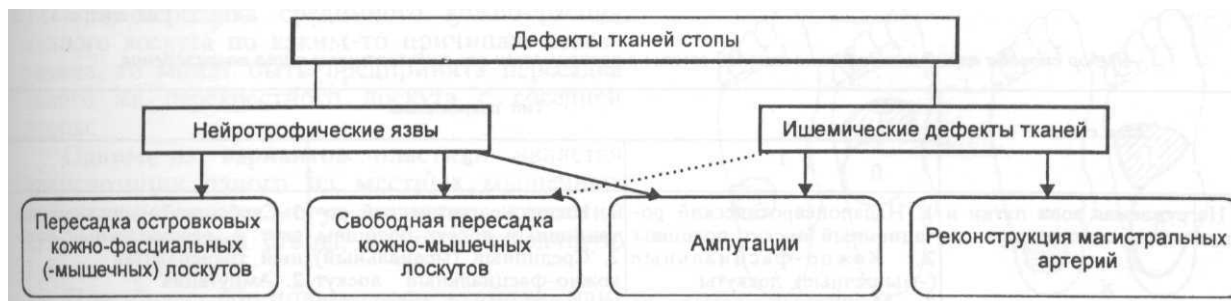 Дефекты тканей стопы
Нейротрофические язвы
Ишемические дефекты тканей
Пересадка островковых
кожно-фасциальных
(-мышечных) лоскутов
Свободная пересадка
кожно-мышечных
лоскутов
Ампутации
Реконструкция магистральных
артерий